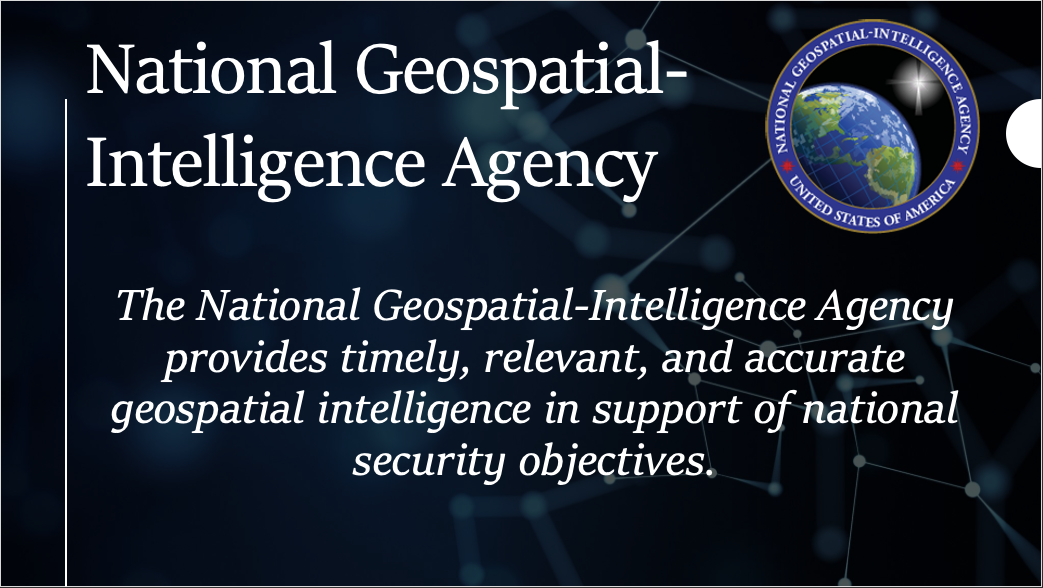 National Geospatial-
Intelligence Agency
NATIONAL GEOSPATIAL-INTELLIGENCE AGENCY
UNITED STATES OF AMERICA
The National Geospatial-Intelligence Agency
provides timely, relevant, and accurate
geospatial intelligence in support of national
security objectives.